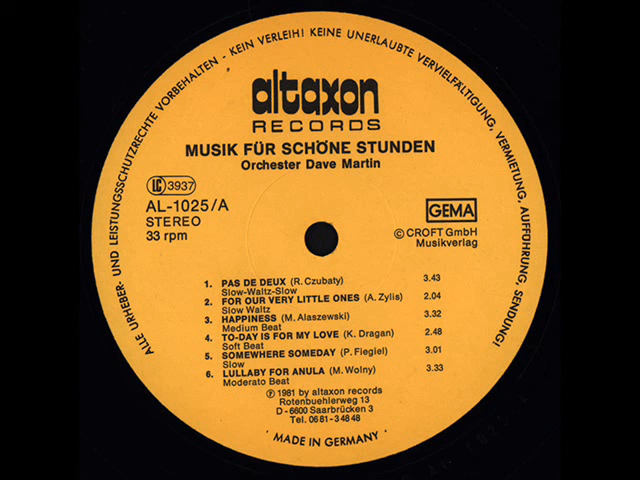 ALLE URHEBER- UND LEISTUNGSSCHUTZRECHTE VORBEHALTEN - KEIN VERLEIH! KEINE UNERLAUBTE VERVIELFÄLTIGUNG, VERMIETUNG, AUFFÜHRUNG, SENDUNG!
altaxon
RECORDS
MUSIK FÜR SCHÖNE STUNDEN
Orchester Dave Martin
LC 3937
AL-1025/A
STEREO
33 rpm
GEMA
© CROFT GmbH
Musikverlag
1. PAS DE DEUX (R. Czubaty) 3.43
Slow-Waltz-Slow
2. FOR OUR VERY LITTLE ONES (A. Zylis) 2.04
Slow Waltz
3. HAPPINESS (M. Alaszewski) 3.32
Medium Beat
4. TO-DAY IS FOR MY LOVE (K. Dragan) 2.48
Soft Beat
5. SOMEWHERE SOMEDAY (P. Fiegiel) 3.01
Slow
6. LULLABY FOR ANULA (M. Wolny) 3.33
Moderato Beat
℗ 1981 by altaxon records
Rotenbuehlerweg 13
D - 6600 Saarbrücken 3
Tel. 06 81-3 48 48
· MADE IN GERMANY ·